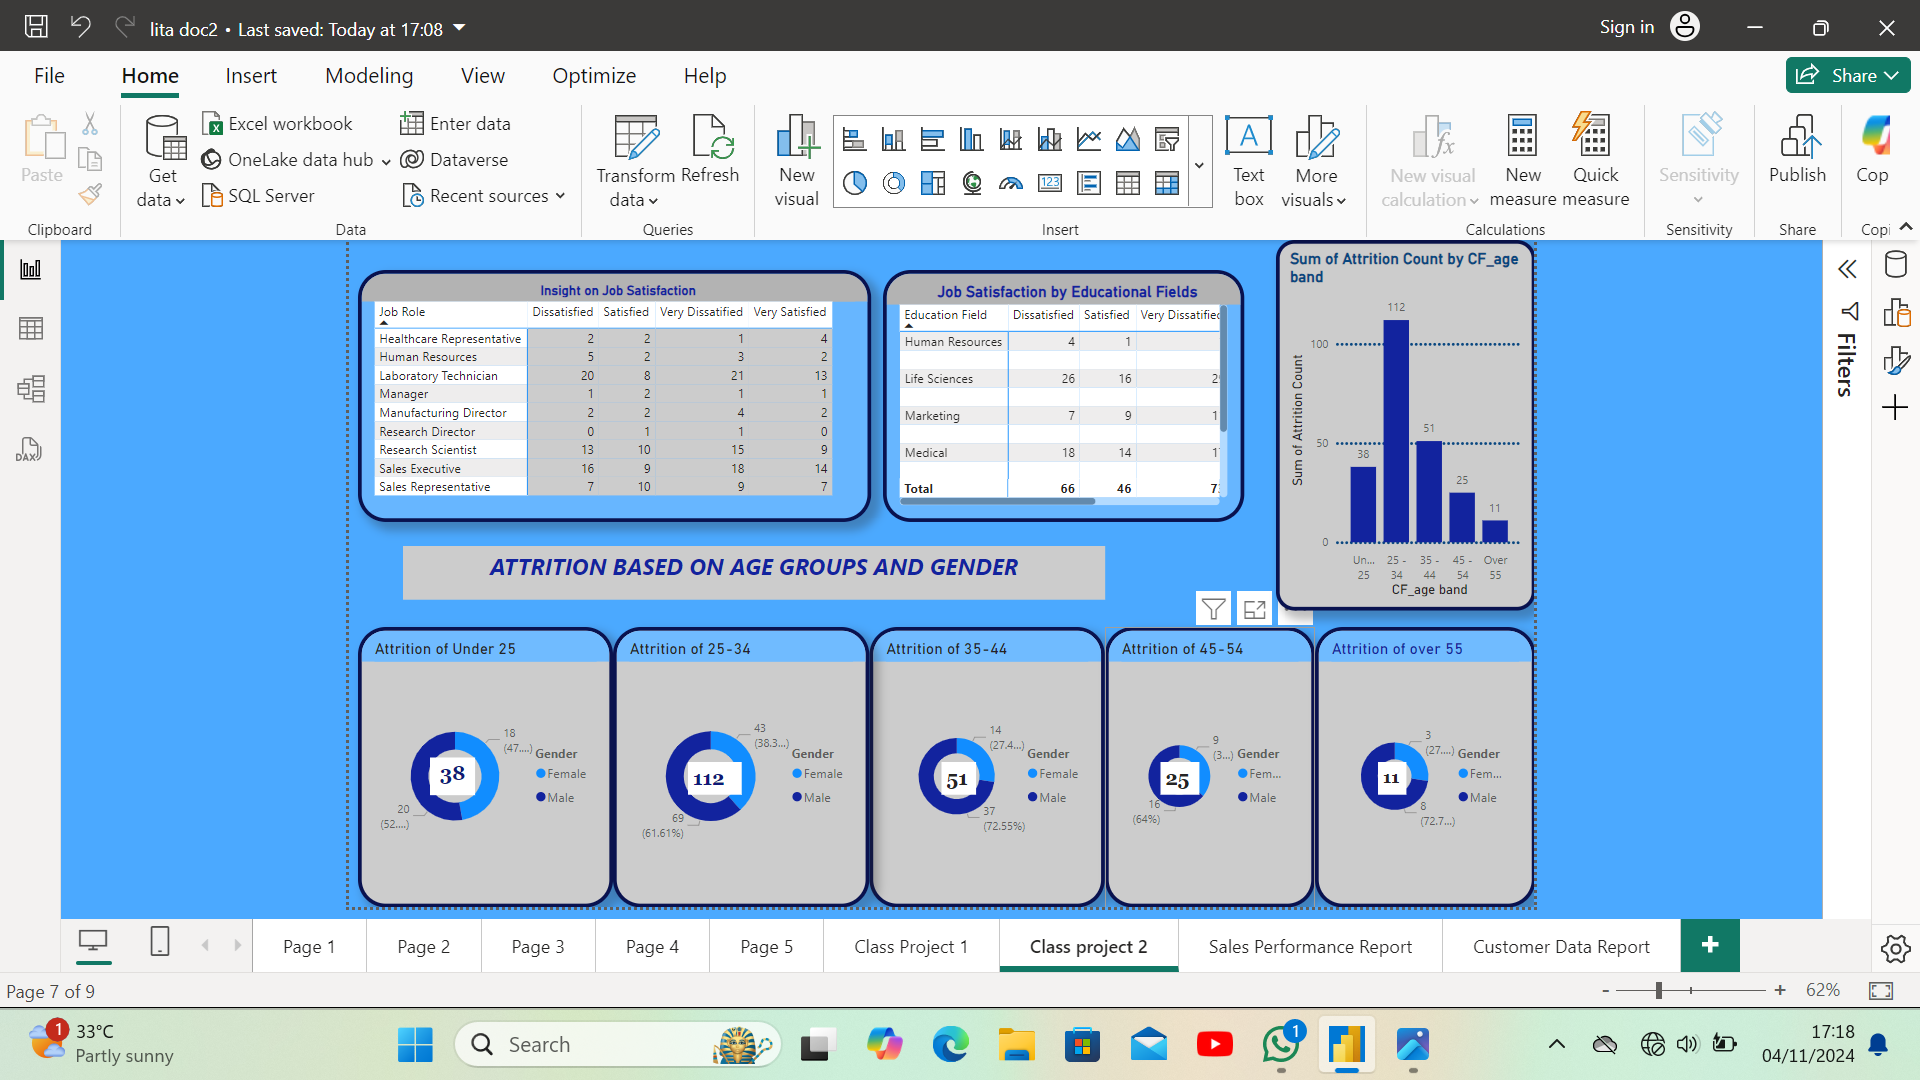 lita doc2 • Last saved: Today at 17:08
Sign in
File Home Insert Modeling View Optimize Help
Share
Paste
Get data
Excel workbook
OneLake data hub
SQL Server
Enter data
Dataverse
Recent sources
Transform data
Refresh
New visual
123
A
Text box
More visuals
New visual calculation
New measure
Quick measure
Sensitivity
Publish
Cop
Clipboard Data Queries Insert Calculations Sensitivity Share Copi
DAX
Insight on Job Satisfaction
Job Role Dissatisfied Satisfied Very Dissatified Very Satisfied
Healthcare Representative 2 2 1 4
Human Resources 5 2 3 2
Laboratory Technician 20 8 21 13
Manager 1 2 1 1
Manufacturing Director 2 2 4 2
Research Director 0 1 1 0
Research Scientist 13 10 15 9
Sales Executive 16 9 18 14
Sales Representative 7 10 9 7
Job Satisfaction by Educational Fields
Education Field Dissatisfied Satisfied Very Dissatified
Human Resources 4 1
Life Sciences 26 16 2
Marketing 7 9 1
Medical 18 14 1
Total 66 46 7
Sum of Attrition Count by CF_age
band
Sum of Attrition Count
100
50
0
38
112
51
25
11
Un... 25
25 - 34
35 - 44
45 - 54
Over 55
CF_age band
Filters
ATTRITION BASED ON AGE GROUPS AND GENDER
Attrition of Under 25
18
(47....)
38
20
(52....)
Gender
Female
Male
Attrition of 25-34
43
(38.3...)
112
69
(61.61%)
Gender
Female
Male
Attrition of 35-44
14
(27.4...)
51
37
(72.55%)
Gender
Female
Male
Attrition of 45-54
9
(3...)
25
16
(64%)
Gender
Fem...
Male
Attrition of over 55
3
(27....)
11
8
(72.7...)
Gender
Fem...
Male
Page 1 Page 2 Page 3 Page 4 Page 5 Class Project 1 Class project 2 Sales Performance Report Customer Data Report +
Page 7 of 9
- + 62%
1
33°C
Partly sunny
Search
1
17:18
04/11/2024